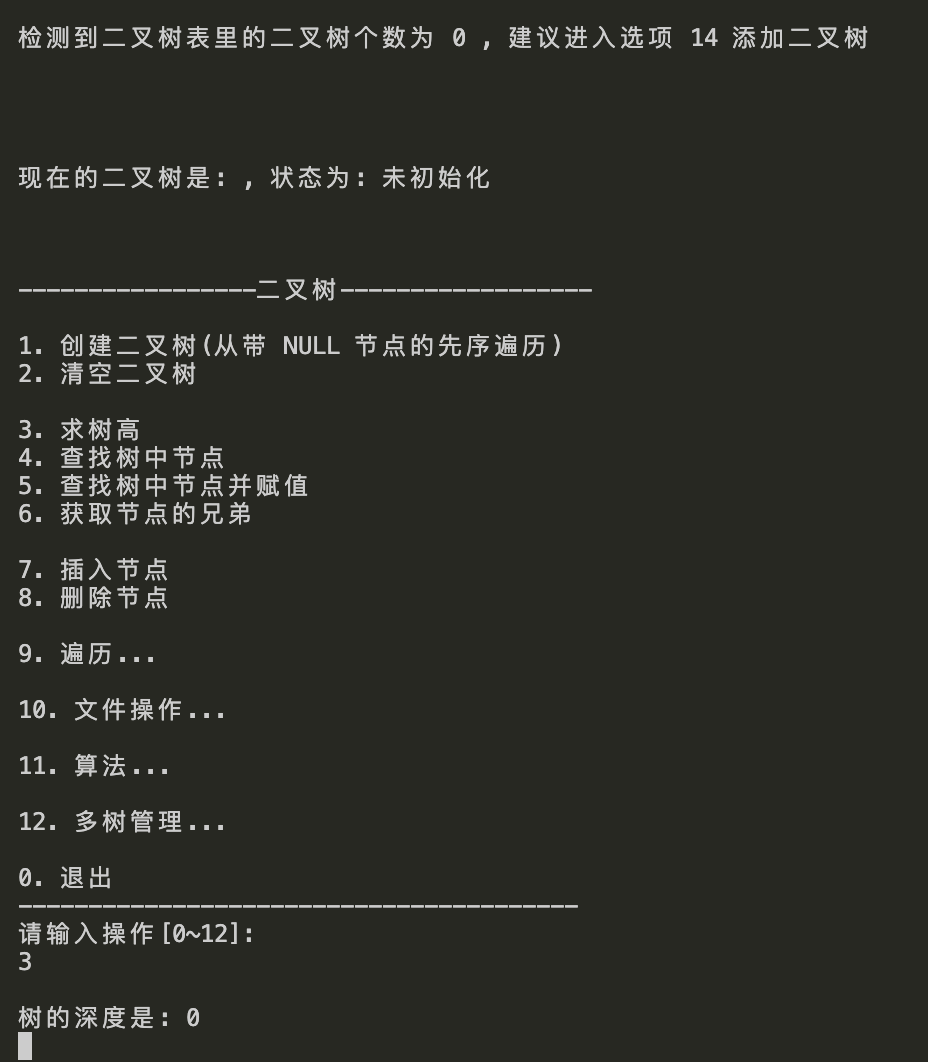 检测到二叉树表里的二叉树个数为 0 , 建议进入选项 14 添加二叉树
现在的二叉树是: , 状态为: 未初始化
-----------------二叉树------------------
1. 创建二叉树(从带 NULL 节点的先序遍历)
2. 清空二叉树
3. 求树高
4. 查找树中节点
5. 查找树中节点并赋值
6. 获取节点的兄弟
7. 插入节点
8. 删除节点
9. 遍历...
10. 文件操作...
11. 算法...
12. 多树管理...
0. 退出
----------------------------------------
请输入操作[0~12]:
3
树的深度是: 0